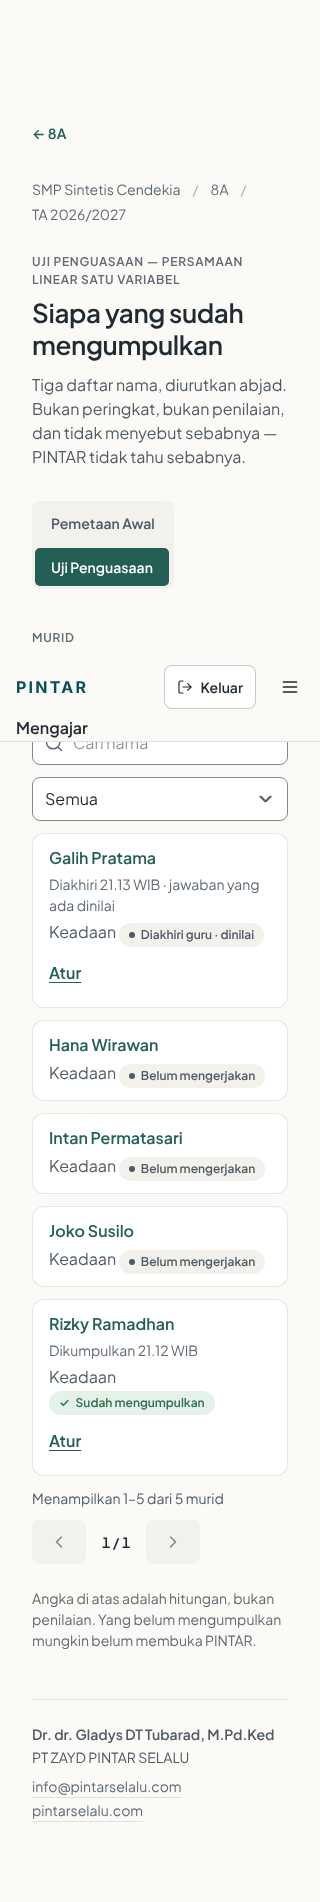 ← 8A
SMP Sintetis Cendekia / 8A /
TA 2026/2027
UJI PENGUASAAN — PERSAMAAN
LINEAR SATU VARIABEL
Siapa yang sudah
mengumpulkan
Tiga daftar nama, diurutkan abjad.
Bukan peringkat, bukan penilaian,
dan tidak menyebut sebabnya —
PINTAR tidak tahu sebabnya.
Pemetaan Awal
Uji Penguasaan
MURID
PINTAR
Keluar
Mengajar
Cari nama
Semua
Galih Pratama
Diakhiri 21.13 WIB · jawaban yang
ada dinilai
Keadaan Diakhiri guru · dinilai
Atur
Hana Wirawan
Keadaan Belum mengerjakan
Intan Permatasari
Keadaan Belum mengerjakan
Joko Susilo
Keadaan Belum mengerjakan
Rizky Ramadhan
Dikumpulkan 21.12 WIB
Keadaan
Sudah mengumpulkan
Atur
Menampilkan 1–5 dari 5 murid
1/1
Angka di atas adalah hitungan, bukan
penilaian. Yang belum mengumpulkan
mungkin belum membuka PINTAR.
Dr. dr. Gladys DT Tubarad, M.Pd.Ked
PT ZAYD PINTAR SELALU
info@pintarselalu.com
pintarselalu.com